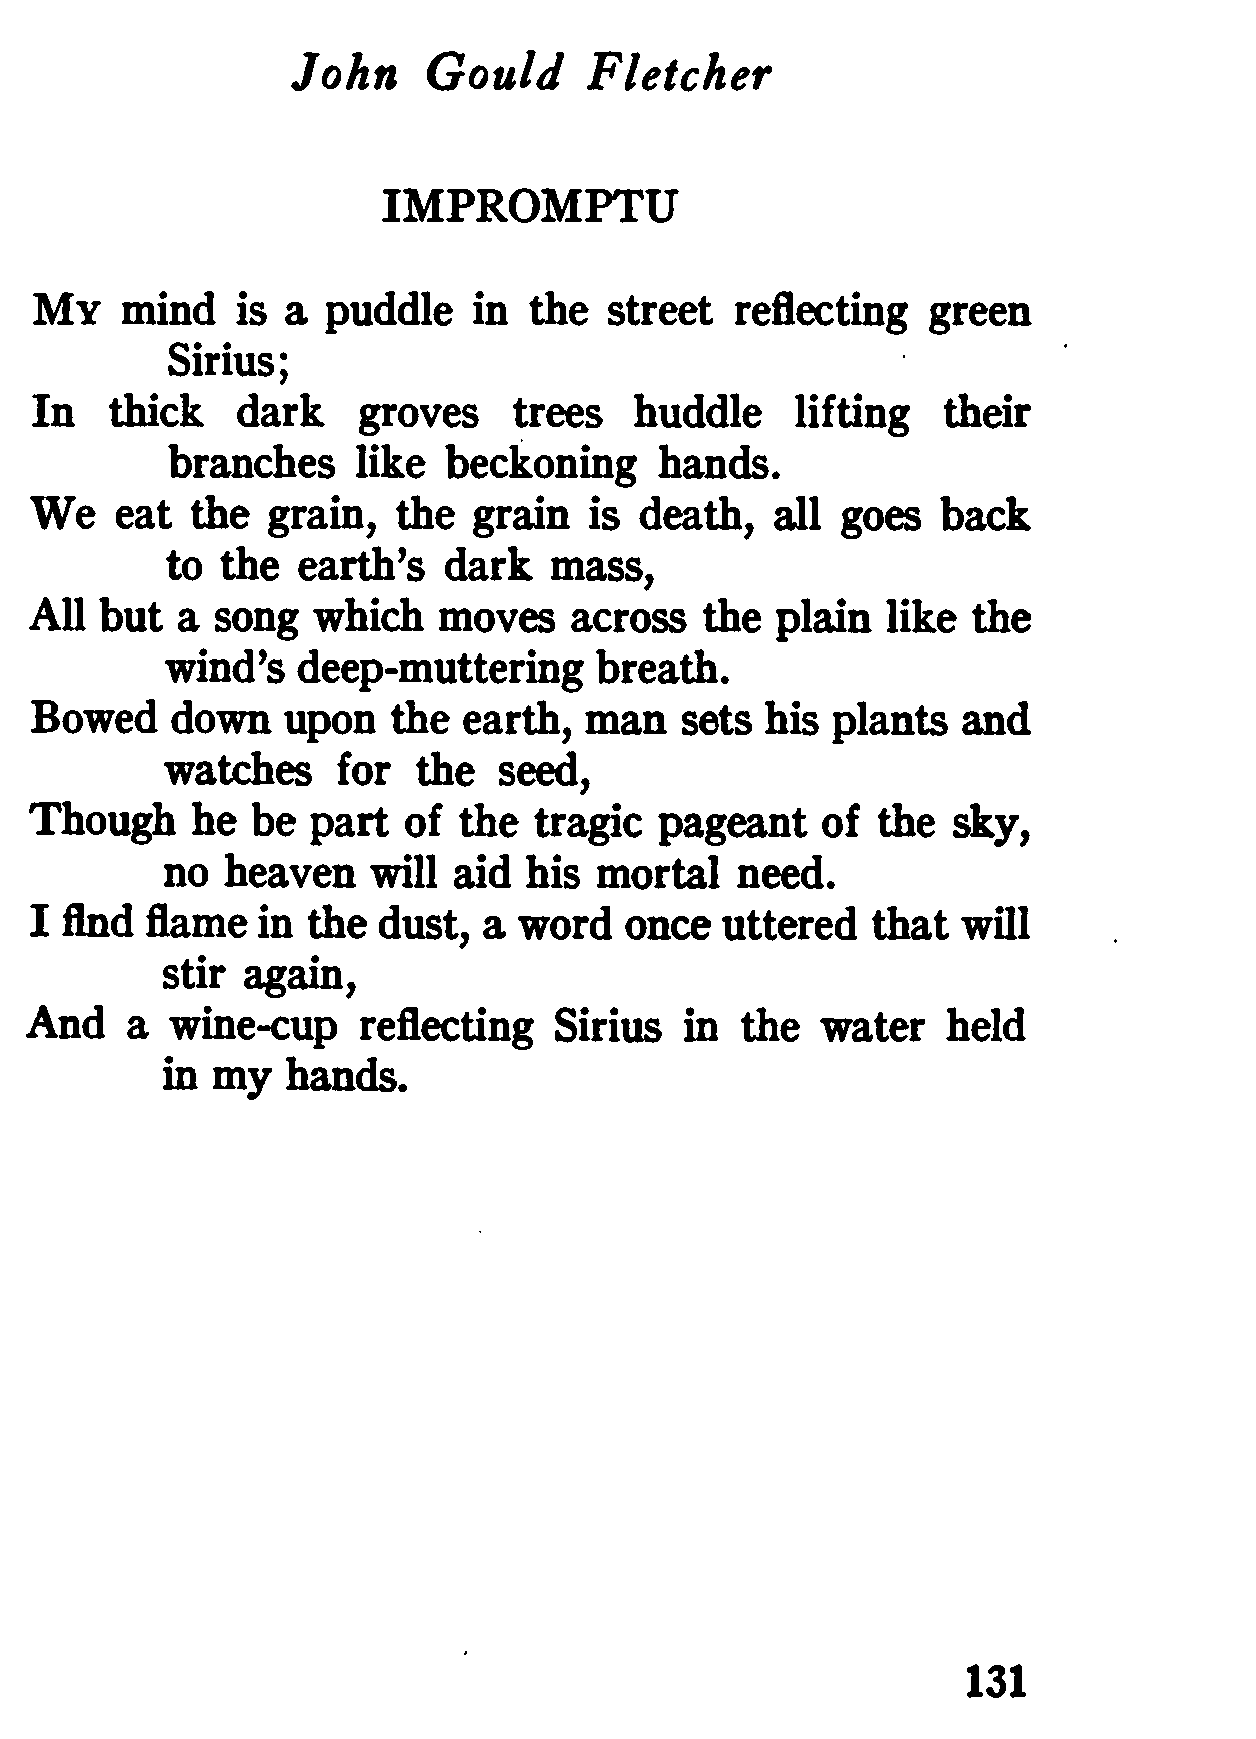 John Gould Fletcher
IMPROMPTU
MY mind is a puddle in the street reflecting green
Sirius;
In thick dark groves trees huddle lifting their
branches like beckoning hands.
We eat the grain, the grain is death, all goes back
to the earth's dark mass,
All but a song which moves across the plain like the
wind's deep-muttering breath.
Bowed down upon the earth, man sets his plants and
watches for the seed,
Though he be part of the tragic pageant of the sky,
no heaven will aid his mortal need.
I find flame in the dust, a word once uttered that will
stir again,
And a wine-cup reflecting Sirius in the water held
in my hands.
131